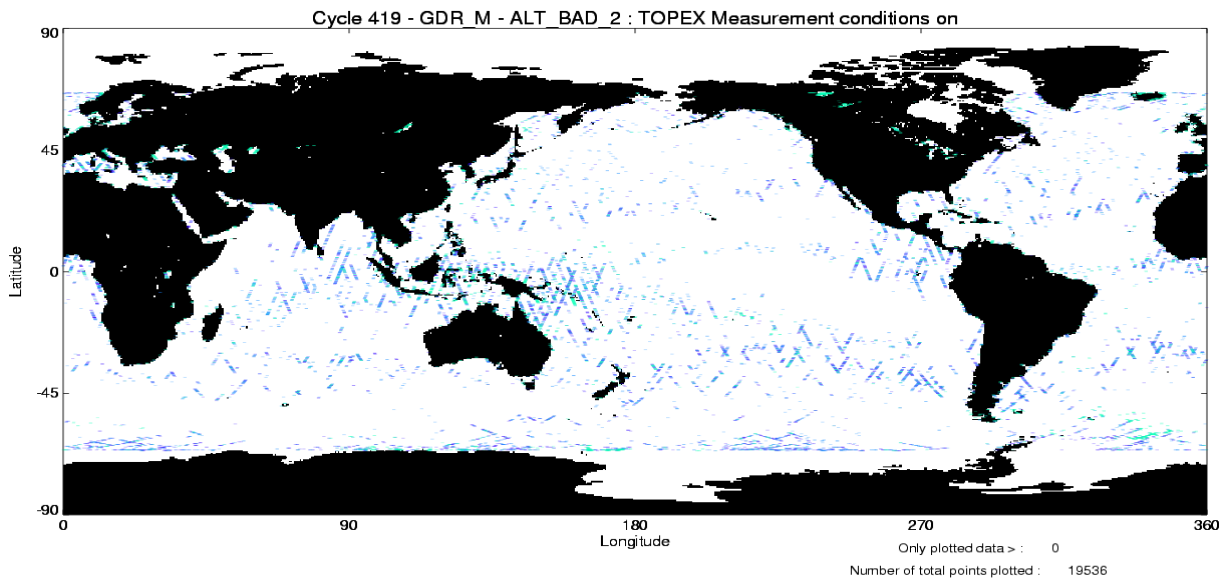 Cycle 419 - GDR_M - ALT_BAD_2 : TOPEX Measurement conditions on
90
45
0
-45
-90
Latitude
0 90 180 270 360
Longitude
Only plotted data > : 0
Number of total points plotted : 19536